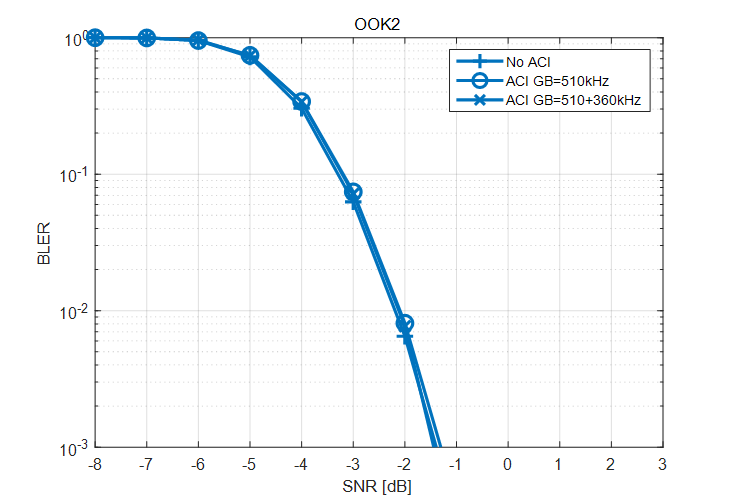 OOK2
No ACI
ACI GB=510kHz
ACI GB=510+360kHz
BLER
10^0
10^-1
10^-2
10^-3
-8 -7 -6 -5 -4 -3 -2 -1 0 1 2 3
SNR [dB]